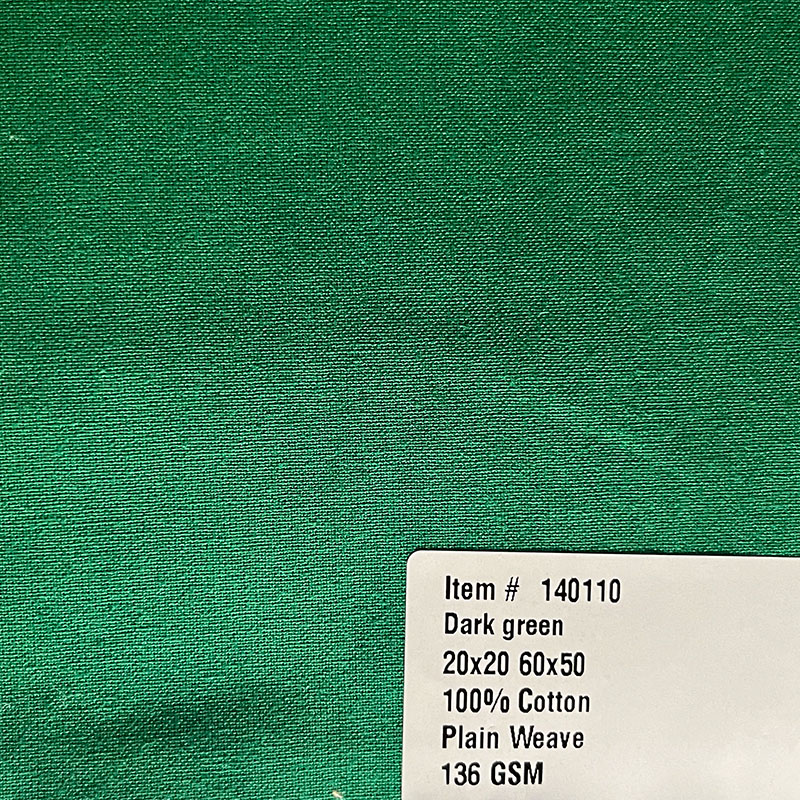 Item # 140110
Dark green
20x20 60x50
100% Cotton
Plain Weave
136 GSM